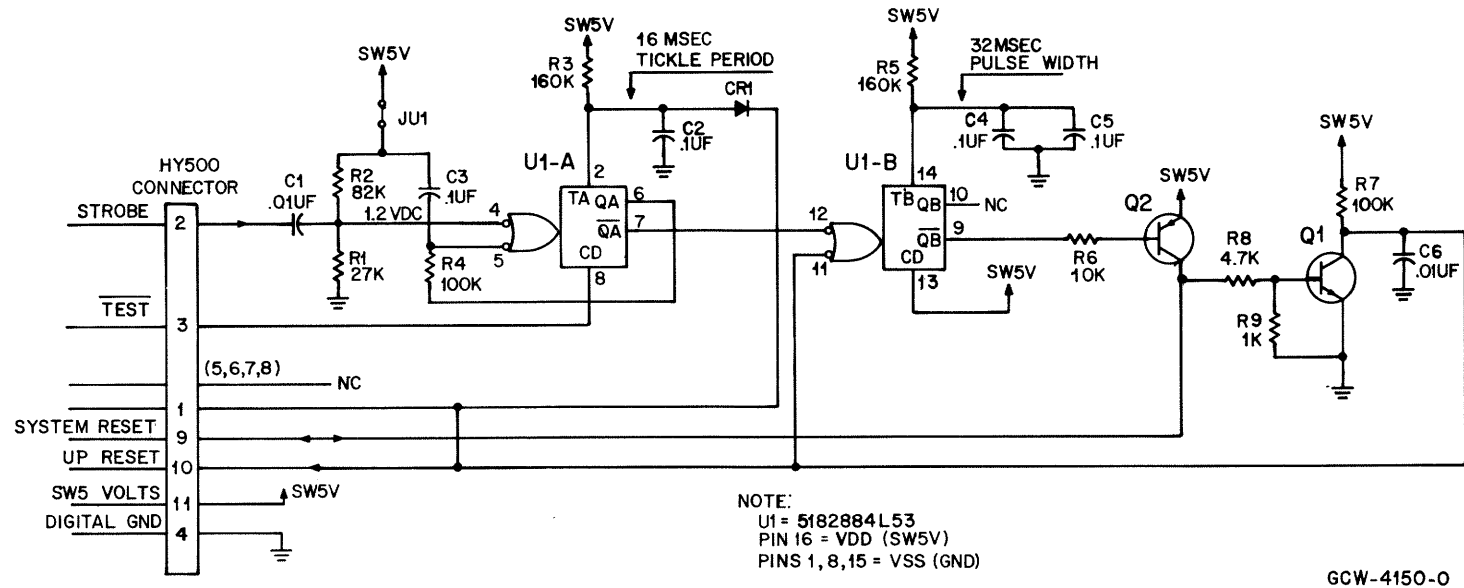 SW5V
16 MSEC
TICKLE PERIOD
R3
160K
CR1
C2
.1UF
SW5V
32MSEC
PULSE WIDTH
R5
160K
C4
.1UF
C5
.1UF
SW5V
JU1
HY500
CONNECTOR
C1
.01UF
R2
82K
C3
.1UF
1.2 VDC
R1
27K
R4
100K
U1-A
2
TA QA 6
QA 7
CD
8
4
5
U1-B
14
TB QB 10 NC
QB 9
CD
13
12
11
SW5V
R6
10K
Q2
SW5V
R8
4.7K
R9
1K
Q1
SW5V
R7
100K
C6
.01UF
STROBE 2
TEST 3
(5,6,7,8) NC
1
SYSTEM RESET 9
UP RESET 10
SW5 VOLTS 11 SW5V
DIGITAL GND 4
NOTE:
U1= 5182884L53
PIN 16 = VDD (SW5V)
PINS 1, 8, 15 = VSS (GND)
GCW-4150-O